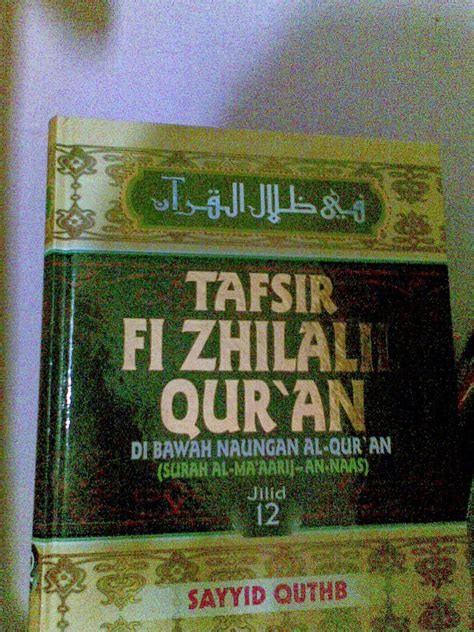 في ظلال القرآن
TAFSIR
FI ZHILALIL
QUR`AN
DI BAWAH NAUNGAN AL-QUR`AN
(SURAH AL-MA'AARIJ–AN-NAAS)
Jilid
12
SAYYID QUTHB